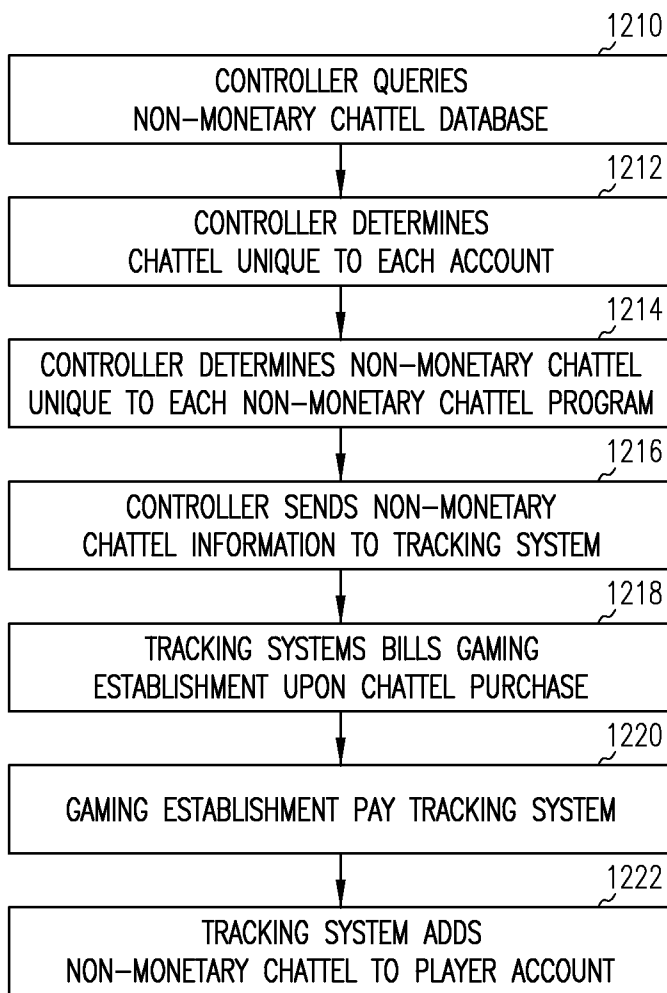 1210
CONTROLLER QUERIES
NON-MONETARY CHATTEL DATABASE
1212
CONTROLLER DETERMINES
CHATTEL UNIQUE TO EACH ACCOUNT
1214
CONTROLLER DETERMINES NON-MONETARY CHATTEL
UNIQUE TO EACH NON-MONETARY CHATTEL PROGRAM
1216
CONTROLLER SENDS NON-MONETARY
CHATTEL INFORMATION TO TRACKING SYSTEM
1218
TRACKING SYSTEMS BILLS GAMING
ESTABLISHMENT UPON CHATTEL PURCHASE
1220
GAMING ESTABLISHMENT PAY TRACKING SYSTEM
1222
TRACKING SYSTEM ADDS
NON-MONETARY CHATTEL TO PLAYER ACCOUNT